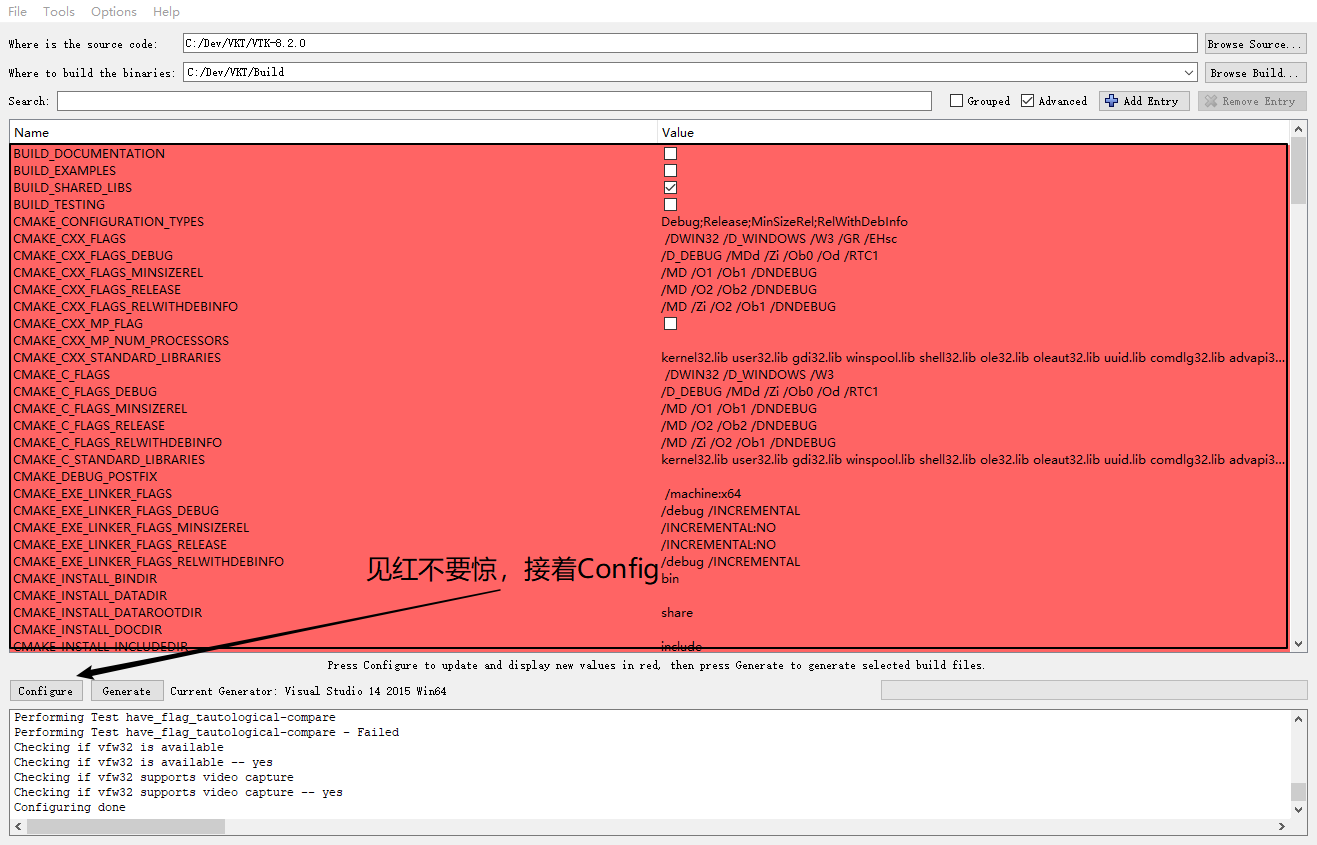 File Tools Options Help
Where is the source code: C:/Dev/VKT/VTK-8.2.0 Browse Source...
Where to build the binaries: C:/Dev/VKT/Build Browse Build...
Search: Grouped Advanced Add Entry Remove Entry
Name Value
BUILD_DOCUMENTATION
BUILD_EXAMPLES
BUILD_SHARED_LIBS
BUILD_TESTING
CMAKE_CONFIGURATION_TYPES Debug;Release;MinSizeRel;RelWithDebInfo
CMAKE_CXX_FLAGS /DWIN32 /D_WINDOWS /W3 /GR /EHsc
CMAKE_CXX_FLAGS_DEBUG /D_DEBUG /MDd /Zi /Ob0 /Od /RTC1
CMAKE_CXX_FLAGS_MINSIZEREL /MD /O1 /Ob1 /DNDEBUG
CMAKE_CXX_FLAGS_RELEASE /MD /O2 /Ob2 /DNDEBUG
CMAKE_CXX_FLAGS_RELWITHDEBINFO /MD /Zi /O2 /Ob1 /DNDEBUG
CMAKE_CXX_MP_FLAG
CMAKE_CXX_MP_NUM_PROCESSORS
CMAKE_CXX_STANDARD_LIBRARIES kernel32.lib user32.lib gdi32.lib winspool.lib shell32.lib ole32.lib oleaut32.lib uuid.lib comdlg32.lib advapi3...
CMAKE_C_FLAGS /DWIN32 /D_WINDOWS /W3
CMAKE_C_FLAGS_DEBUG /D_DEBUG /MDd /Zi /Ob0 /Od /RTC1
CMAKE_C_FLAGS_MINSIZEREL /MD /O1 /Ob1 /DNDEBUG
CMAKE_C_FLAGS_RELEASE /MD /O2 /Ob2 /DNDEBUG
CMAKE_C_FLAGS_RELWITHDEBINFO /MD /Zi /O2 /Ob1 /DNDEBUG
CMAKE_C_STANDARD_LIBRARIES kernel32.lib user32.lib gdi32.lib winspool.lib shell32.lib ole32.lib oleaut32.lib uuid.lib comdlg32.lib advapi3...
CMAKE_DEBUG_POSTFIX
CMAKE_EXE_LINKER_FLAGS /machine:x64
CMAKE_EXE_LINKER_FLAGS_DEBUG /debug /INCREMENTAL
CMAKE_EXE_LINKER_FLAGS_MINSIZEREL /INCREMENTAL:NO
CMAKE_EXE_LINKER_FLAGS_RELEASE /INCREMENTAL:NO
CMAKE_EXE_LINKER_FLAGS_RELWITHDEBINFO /debug /INCREMENTAL
见红不要惊，接着Config
CMAKE_INSTALL_BINDIR bin
CMAKE_INSTALL_DATADIR
CMAKE_INSTALL_DATAROOTDIR share
CMAKE_INSTALL_DOCDIR
CMAKE_INSTALL_INCLUDEDIR include
Press Configure to update and display new values in red, then press Generate to generate selected build files.
Configure Generate Current Generator: Visual Studio 14 2015 Win64
Performing Test have_flag_tautological-compare
Performing Test have_flag_tautological-compare - Failed
Checking if vfw32 is available
Checking if vfw32 is available -- yes
Checking if vfw32 supports video capture
Checking if vfw32 supports video capture -- yes
Configuring done